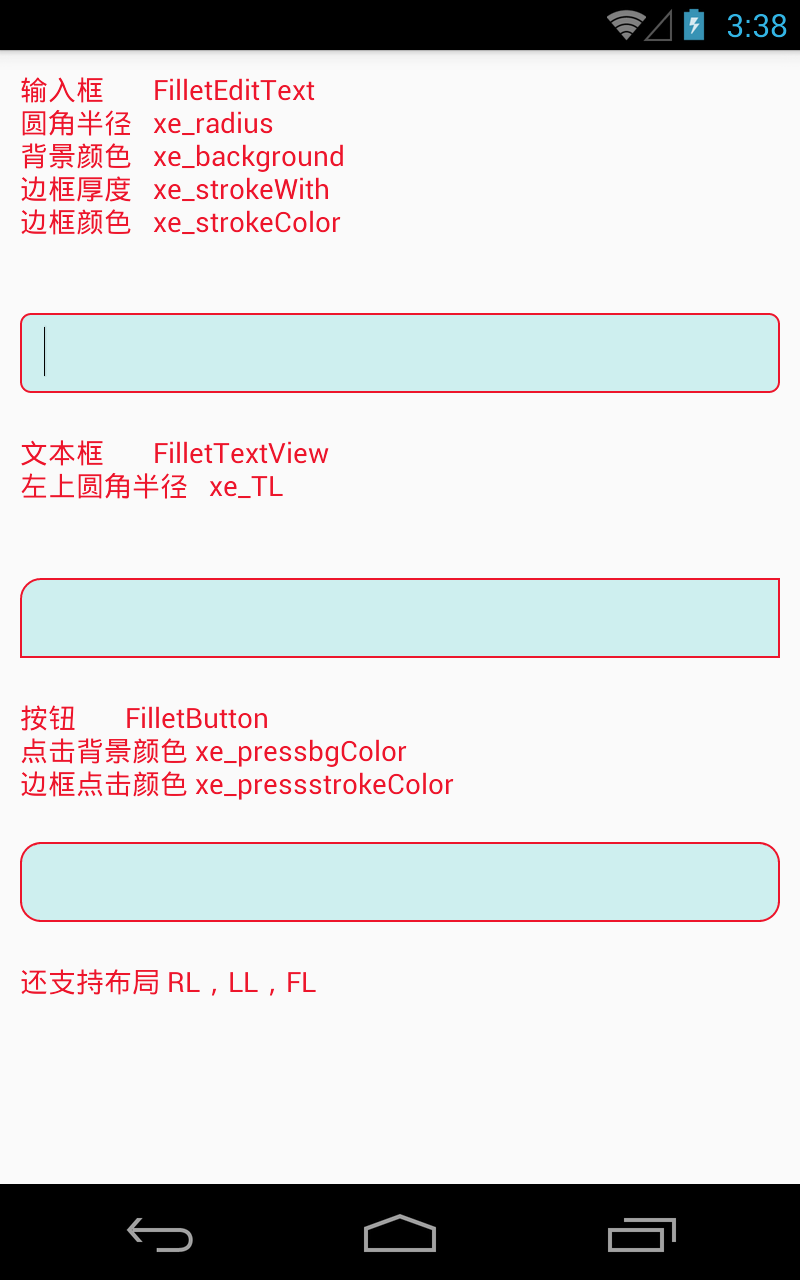 3:38
输入框 FilletEditText
圆角半径 xe_radius
背景颜色 xe_background
边框厚度 xe_strokeWith
边框颜色 xe_strokeColor
文本框 FilletTextView
左上圆角半径 xe_TL
按钮 FilletButton
点击背景颜色 xe_pressbgColor
边框点击颜色 xe_pressstrokeColor
还支持布局 RL，LL，FL